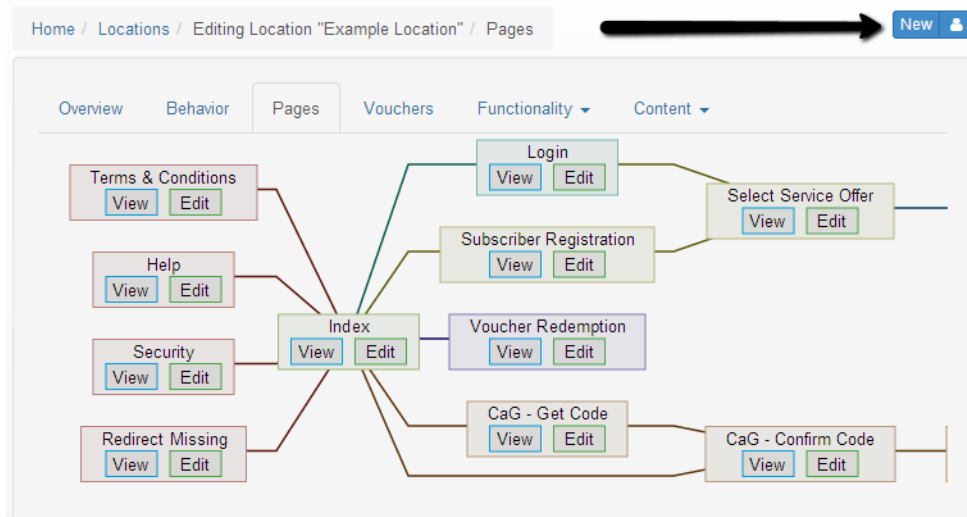 Home / Locations / Editing Location "Example Location" / Pages
New
Overview Behavior Pages Vouchers Functionality Content
Terms & Conditions
View Edit
Help
View Edit
Security
View Edit
Redirect Missing
View Edit
Index
View Edit
Login
View Edit
Subscriber Registration
View Edit
Voucher Redemption
View Edit
CaG - Get Code
View Edit
Select Service Offer
View Edit
CaG - Confirm Code
View Edit